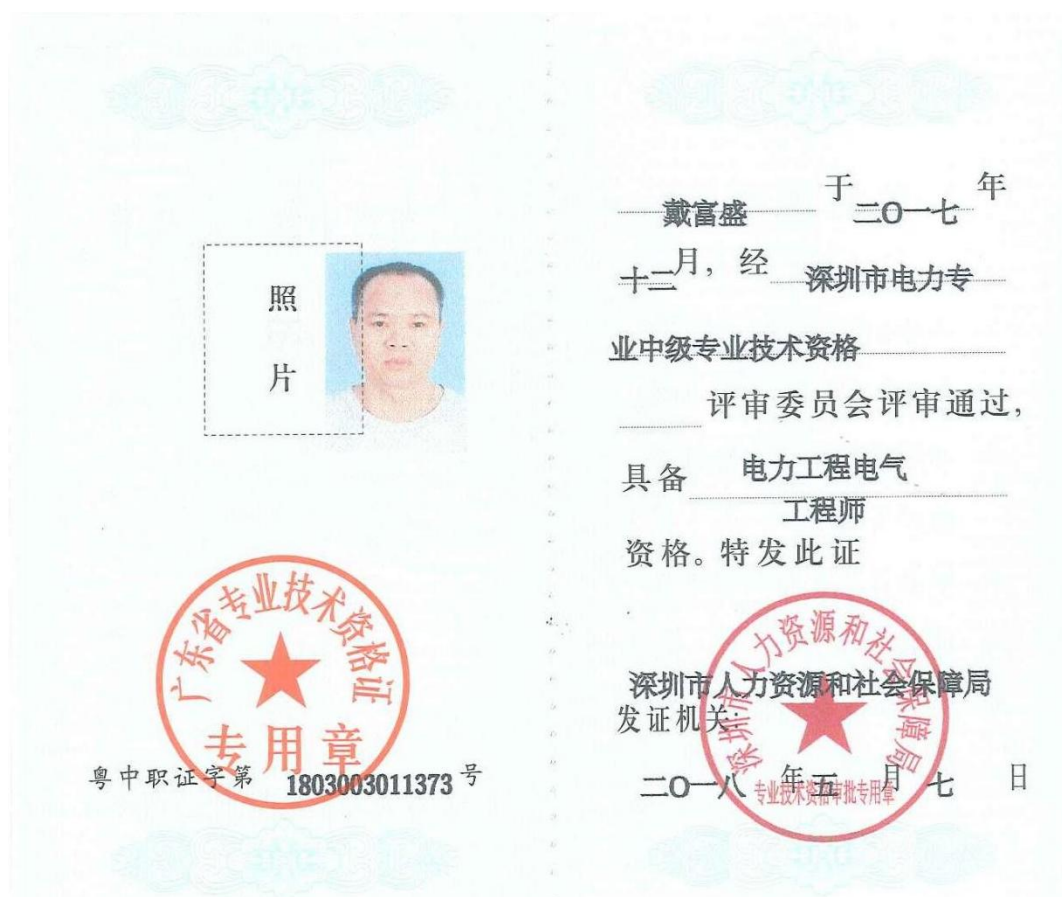 照
片
广东省专业技术资格证
专用章
粤中职证字第 1803003011373 号
戴富盛 于 二〇一七 年
十二 月，经 深圳市电力专
业中级专业技术资格
评审委员会评审通过，
具备 电力工程电气
工程师
资格。特发此证
深圳市人力资源和社会保障局
深圳市人力资源和社会保障局
发证机关：
二〇一八 年 五 月 七 日
专业技术资格审批专用章